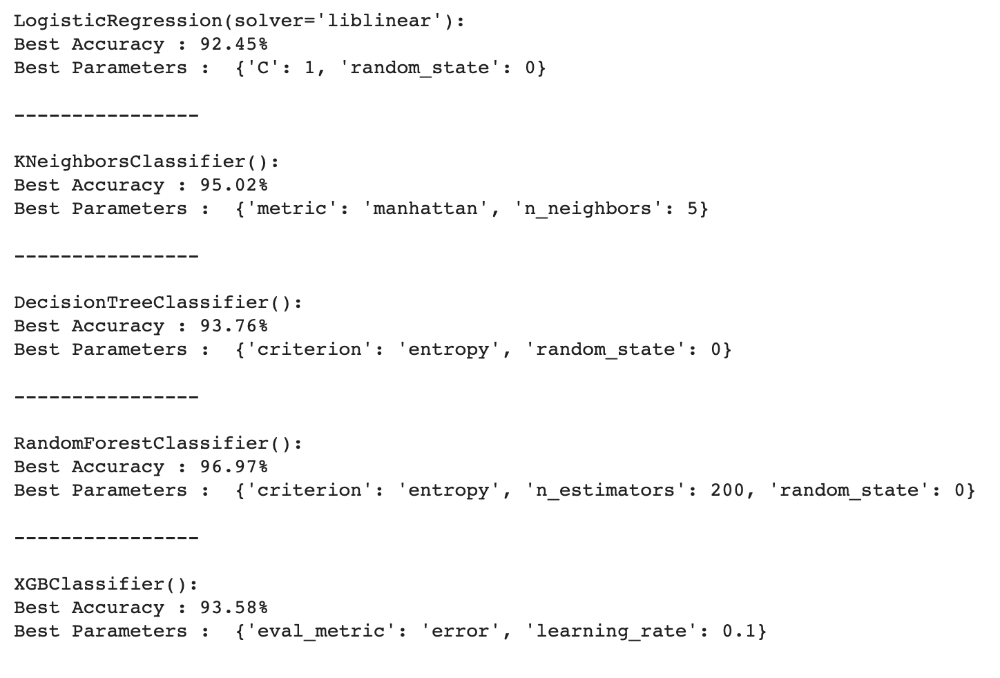 LogisticRegression(solver='liblinear'):
Best Accuracy : 92.45%
Best Parameters :  {'C': 1, 'random_state': 0}
----------------
KNeighborsClassifier():
Best Accuracy : 95.02%
Best Parameters :  {'metric': 'manhattan', 'n_neighbors': 5}
----------------
DecisionTreeClassifier():
Best Accuracy : 93.76%
Best Parameters :  {'criterion': 'entropy', 'random_state': 0}
----------------
RandomForestClassifier():
Best Accuracy : 96.97%
Best Parameters :  {'criterion': 'entropy', 'n_estimators': 200, 'random_state': 0}
----------------
XGBClassifier():
Best Accuracy : 93.58%
Best Parameters :  {'eval_metric': 'error', 'learning_rate': 0.1}